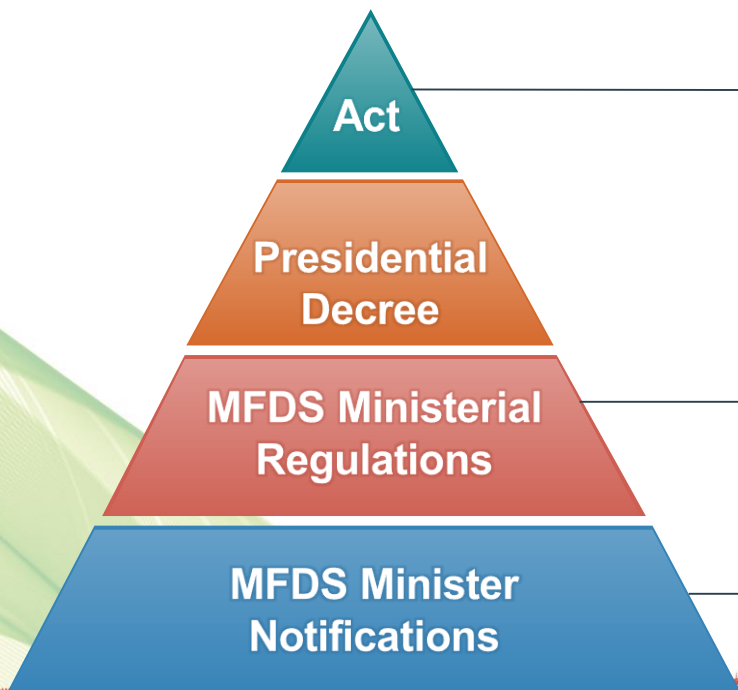 Act
Presidential
Decree
MFDS Ministerial
Regulations
MFDS Minister
Notifications